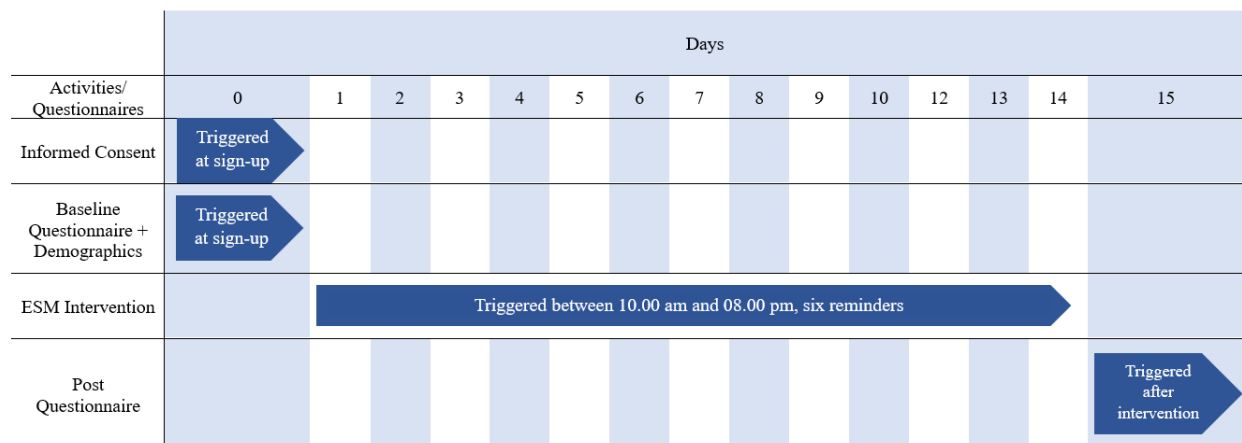 Days
Activities/
Questionnaires
0 1 2 3 4 5 6 7 8 9 10 12 13 14 15
Informed Consent
Triggered
at sign-up
Baseline
Questionnaire +
Demographics
Triggered
at sign-up
ESM Intervention
Triggered between 10.00 am and 08.00 pm, six reminders
Post
Questionnaire
Triggered
after
intervention